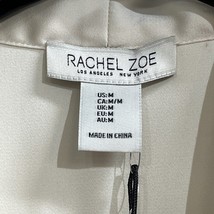 RACHEL ZOE
LOS ANGELES NEW YORK
US:M
CA:M/M
UK:M
EU:M
AU:M
MADE IN CHINA